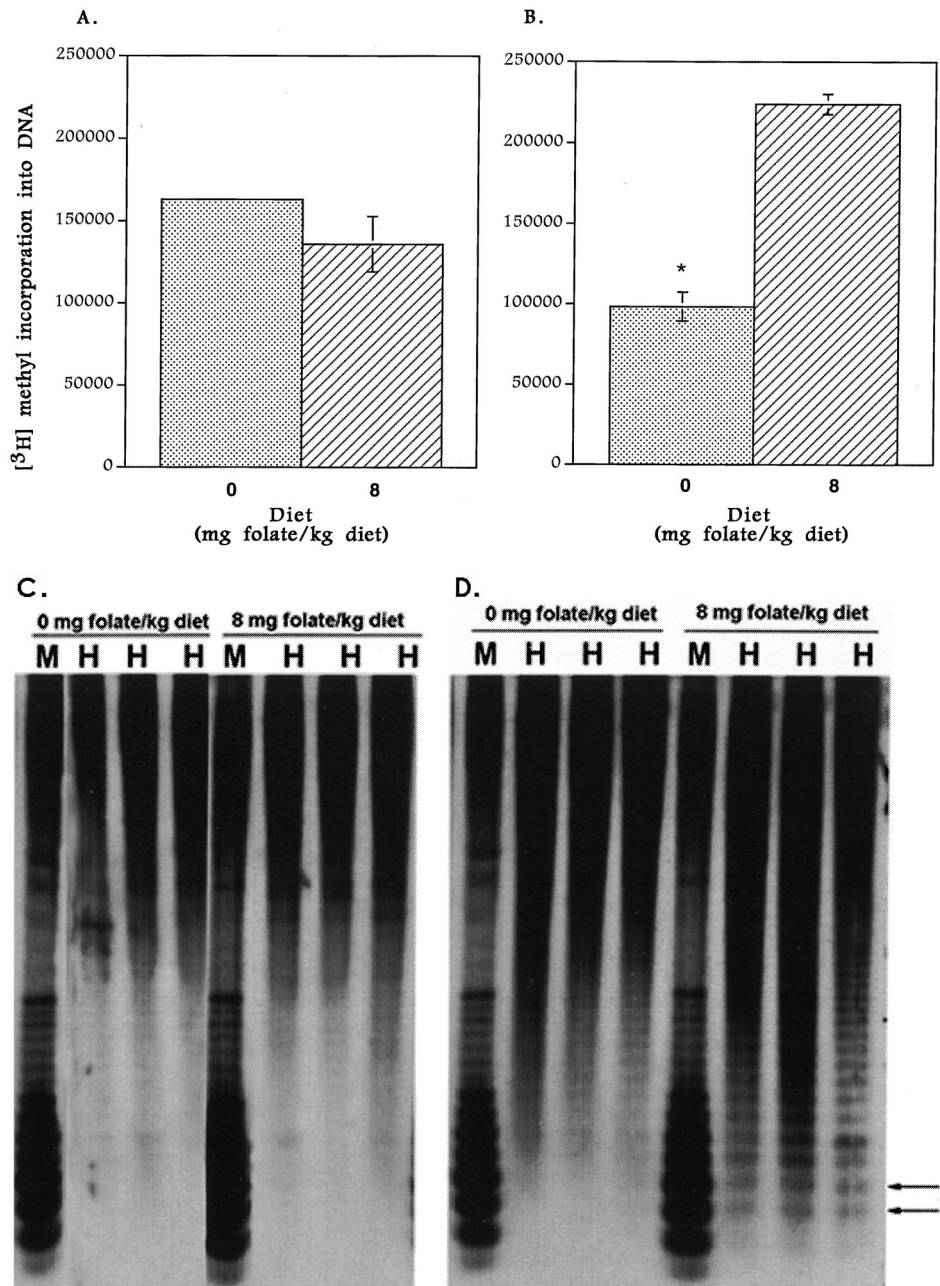 A.
B.
[3H] methyl incorporation into DNA
250000
200000
150000
100000
50000
0
0 8
Diet
(mg folate/kg diet)
250000
200000
150000
100000
50000
0
*
0 8
Diet
(mg folate/kg diet)
C.
0 mg folate/kg diet 8 mg folate/kg diet
M H H H M H H H
D.
0 mg folate/kg diet 8 mg folate/kg diet
M H H H M H H H